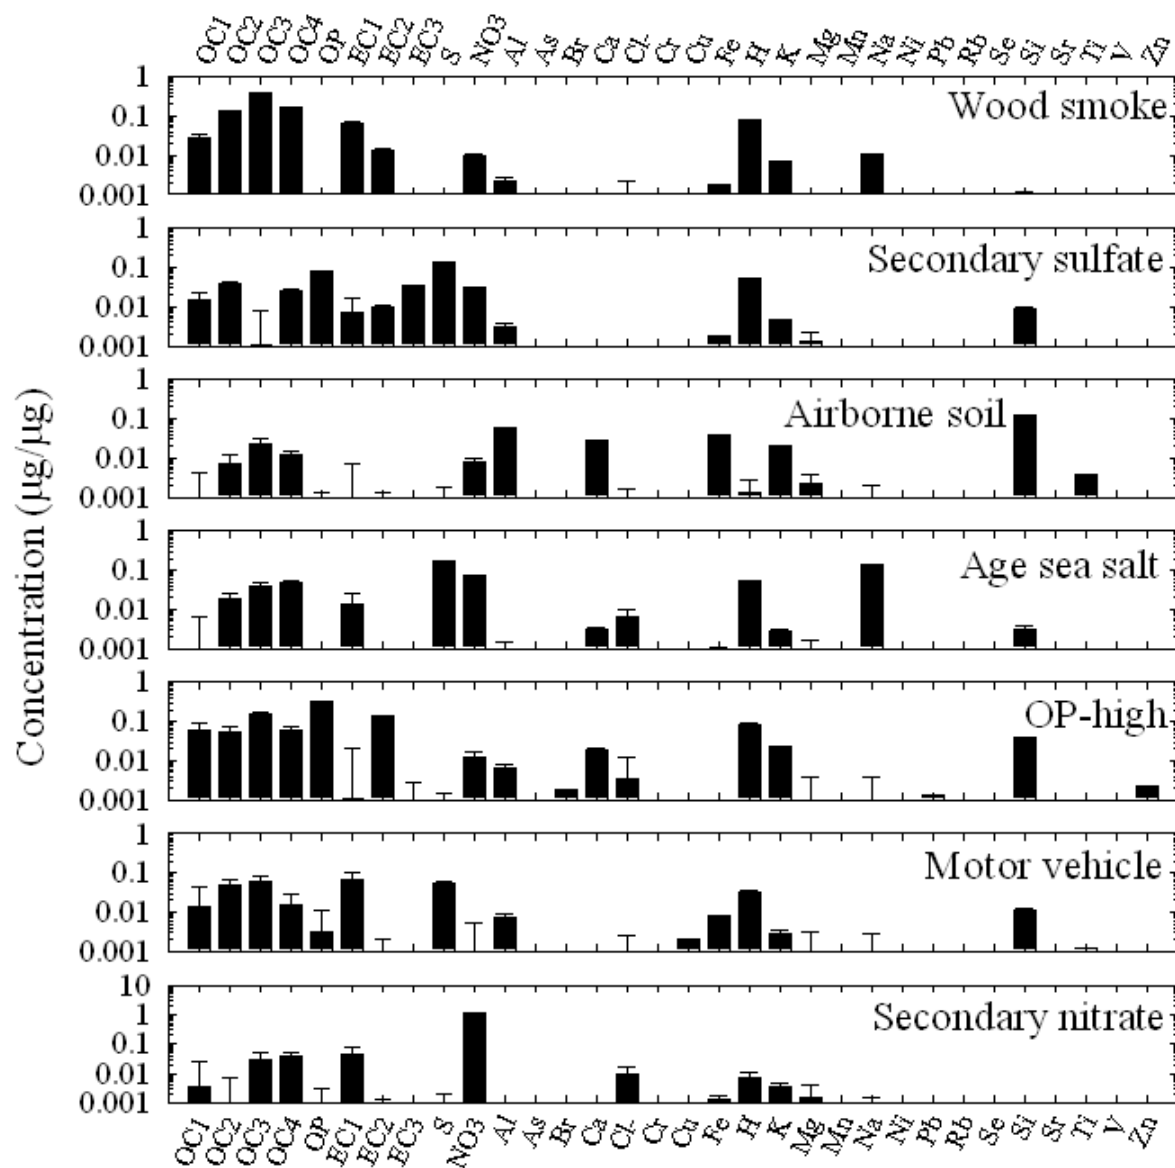 OC1 OC2 OC3 OC4 OP EC1 EC2 EC3 S NO3 Al As Br Ca CL- Cr Cu Fe H K Mg Mn Na Ni Pb Rb Se Si Sr Ti V Zn
Concentration (µg/µg)
1
0.1
0.01
0.001
Wood smoke
1
0.1
0.01
0.001
Secondary sulfate
1
0.1
0.01
0.001
Airborne soil
1
0.1
0.01
0.001
Age sea salt
1
0.1
0.01
0.001
OP-high
1
0.1
0.01
0.001
Motor vehicle
10
1
0.1
0.01
0.001
Secondary nitrate
OC1 OC2 OC3 OC4 OP EC1 EC2 EC3 S NO3 Al As Br Ca CL- Cr Cu Fe H K Mg Mn Na Ni Pb Rb Se Si Sr Ti V Zn